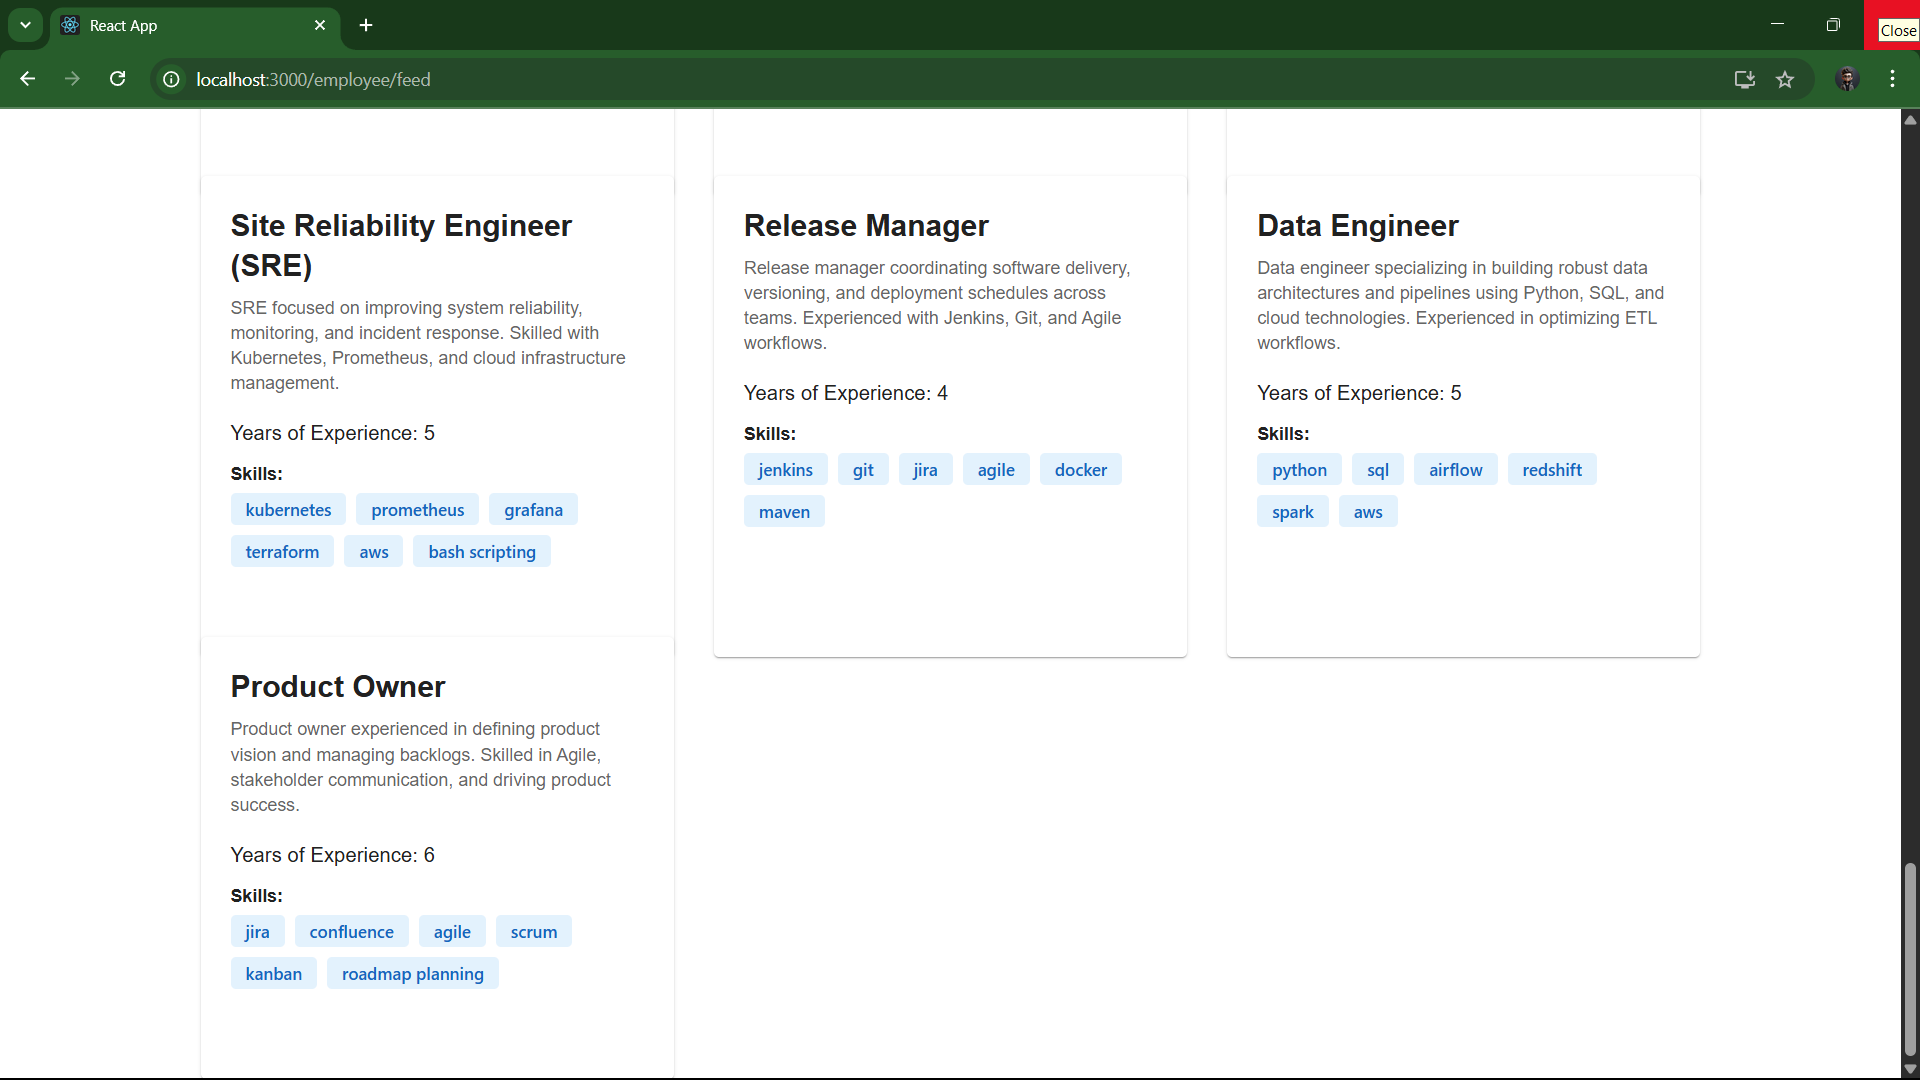 React App
Close
localhost:3000/employee/feed
Site Reliability Engineer
(SRE)
SRE focused on improving system reliability,
monitoring, and incident response. Skilled with
Kubernetes, Prometheus, and cloud infrastructure
management.
Years of Experience: 5
Skills:
kubernetes prometheus grafana
terraform aws bash scripting
Release Manager
Release manager coordinating software delivery,
versioning, and deployment schedules across
teams. Experienced with Jenkins, Git, and Agile
workflows.
Years of Experience: 4
Skills:
jenkins git jira agile docker
maven
Data Engineer
Data engineer specializing in building robust data
architectures and pipelines using Python, SQL, and
cloud technologies. Experienced in optimizing ETL
workflows.
Years of Experience: 5
Skills:
python sql airflow redshift
spark aws
Product Owner
Product owner experienced in defining product
vision and managing backlogs. Skilled in Agile,
stakeholder communication, and driving product
success.
Years of Experience: 6
Skills:
jira confluence agile scrum
kanban roadmap planning